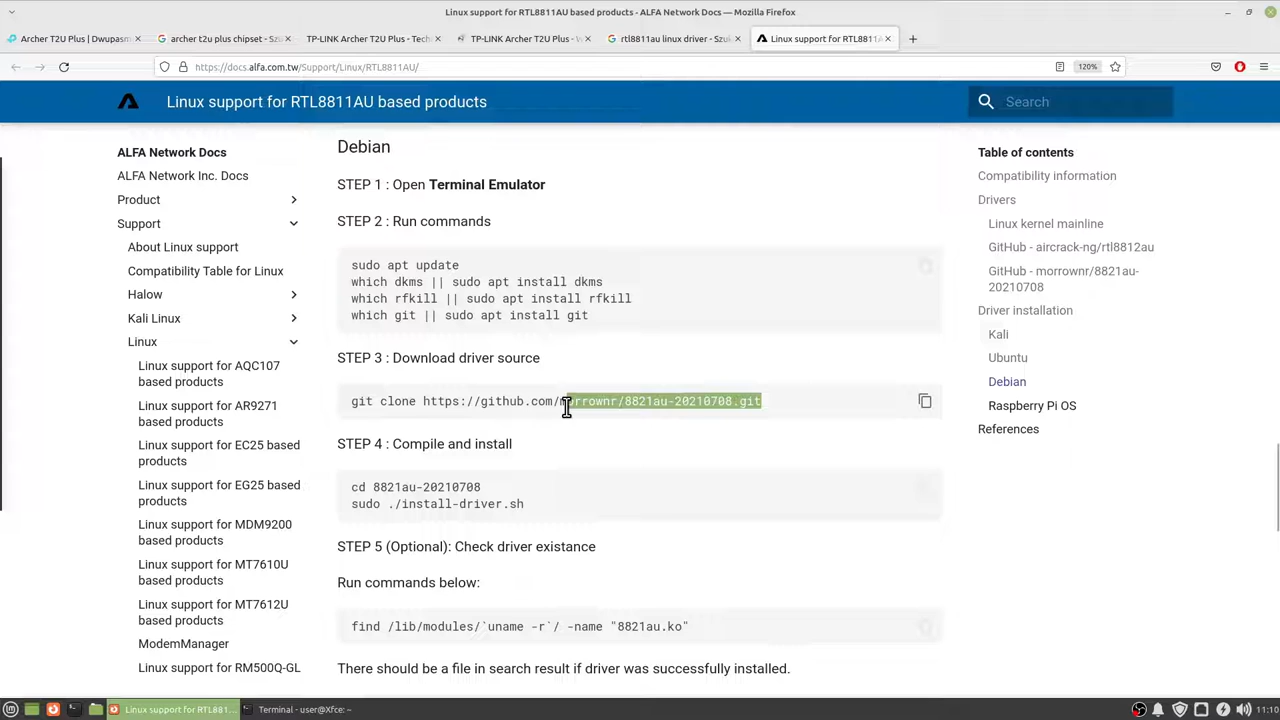 Linux support for RTL8811AU based products - ALFA Network Docs — Mozilla Firefox
Archer T2U Plus | Dwupasm
archer t2u plus chipset - Szu
TP-LINK Archer T2U Plus - Tech
TP-LINK Archer T2U Plus - W
rtl8811au linux driver - Szuk
Linux support for RTL8811A
https://docs.alfa.com.tw/Support/Linux/RTL8811AU/
120%
Linux support for RTL8811AU based products
Search
ALFA Network Docs
ALFA Network Inc. Docs
Product
Support
About Linux support
Compatibility Table for Linux
Halow
Kali Linux
Linux
Linux support for AQC107
based products
Linux support for AR9271
based products
Linux support for EC25 based
products
Linux support for EG25 based
products
Linux support for MDM9200
based products
Linux support for MT7610U
based products
Linux support for MT7612U
based products
ModemManager
Linux support for RM500Q-GL
Debian
STEP 1 : Open Terminal Emulator
STEP 2 : Run commands
sudo apt update
which dkms || sudo apt install dkms
which rfkill || sudo apt install rfkill
which git || sudo apt install git
STEP 3 : Download driver source
git clone https://github.com/morrownr/8821au-20210708.git
STEP 4 : Compile and install
cd 8821au-20210708
sudo ./install-driver.sh
STEP 5 (Optional): Check driver existance
Run commands below:
find /lib/modules/`uname -r`/ -name "8821au.ko"
There should be a file in search result if driver was successfully installed.
Table of contents
Compatibility information
Drivers
Linux kernel mainline
GitHub - aircrack-ng/rtl8812au
GitHub - morrownr/8821au-
20210708
Driver installation
Kali
Ubuntu
Debian
Raspberry Pi OS
References
Linux support for RTL881...
Terminal - user@Xfce: ~
11:10